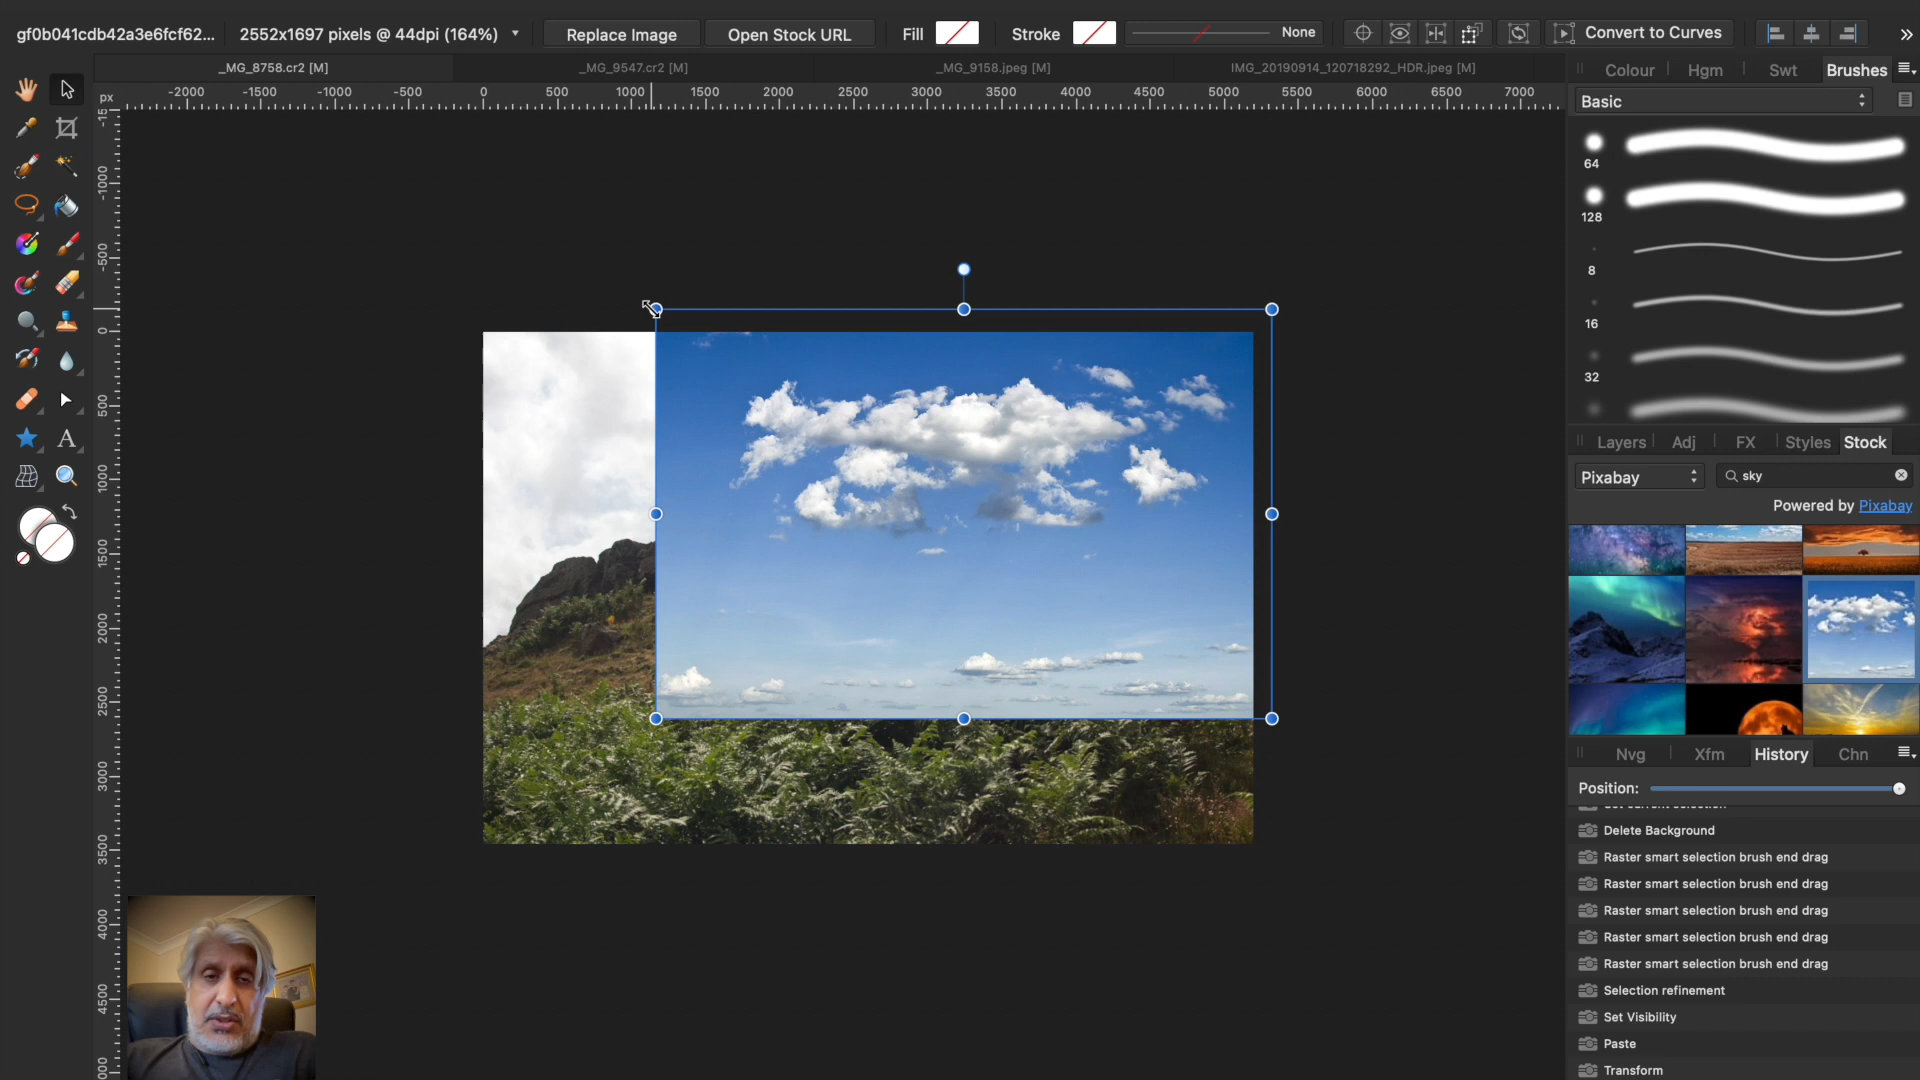 gf0b041cdb42a3e6fcf62... 2552x1697 pixels @ 44dpi (164%) Replace Image Open Stock URL Fill Stroke None Convert to Curves
_MG_8758.cr2 [M] _MG_9547.cr2 [M] _MG_9158.jpeg [M] IMG_20190914_120718292_HDR.jpeg [M]
px -2000 -1500 -1000 -500 0 500 1000 1500 2000 2500 3000 3500 4000 4500 5000 5500 6000 6500 7000
-1000
-500
0
500
1000
1500
2000
2500
3000
3500
4000
4500
Colour Hgm Swt Brushes
Basic
64
128
8
16
32
Layers Adj FX Styles Stock
Pixabay sky
Powered by Pixabay
Nvg Xfm History Chn
Position:
Delete Background
Raster smart selection brush end drag
Raster smart selection brush end drag
Raster smart selection brush end drag
Raster smart selection brush end drag
Raster smart selection brush end drag
Selection refinement
Set Visibility
Paste
Transform